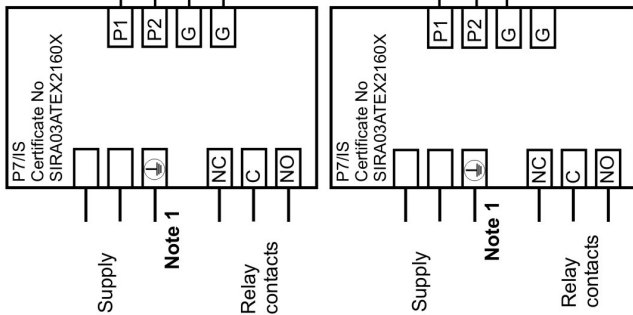 P1
P2
G
G
P7/IS
Certificate No
SIRA03ATEX2160X
NC
C
NO
Supply
Note 1
Relay
contacts
P1
P2
G
G
P7/IS
Certificate No
SIRA03ATEX2160X
NC
C
NO
Supply
Note 1
Relay
contacts